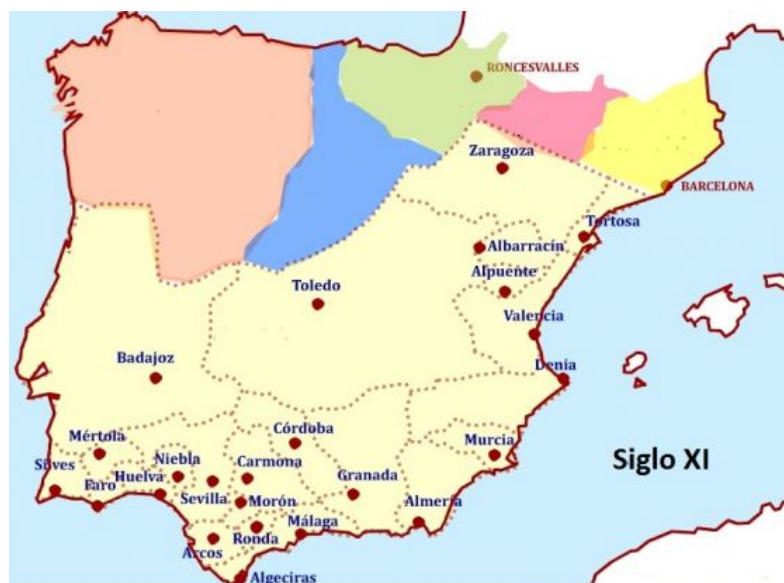 RONCESVALLES
Zaragoza
BARCELONA
Tortosa
Albarracín
Alpuente
Toledo
Valencia
Badajoz
Denia
Córdoba
Mértola
Murcia
Niebla
Siglo XI
Silves
Carmona
Huelva
Granada
Faro
Sevilla
Morón
Almería
Málaga
Ronda
Arcos
Algeciras